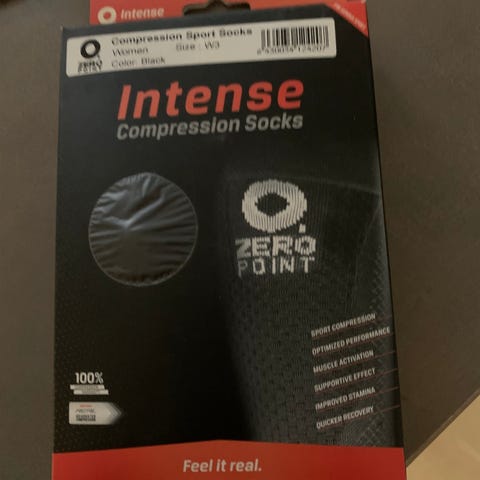 Intense
Compression Sport Socks
Women Size : W3
Color: Black
ZERO
POINT
Intense
Compression Socks
ZERO
POINT
SPORT COMPRESSION
OPTIMIZED PERFORMANCE
MUSCLE ACTIVATION
SUPPORTIVE EFFECT
IMPROVED STAMINA
QUICKER RECOVERY
100%
Feel it real.